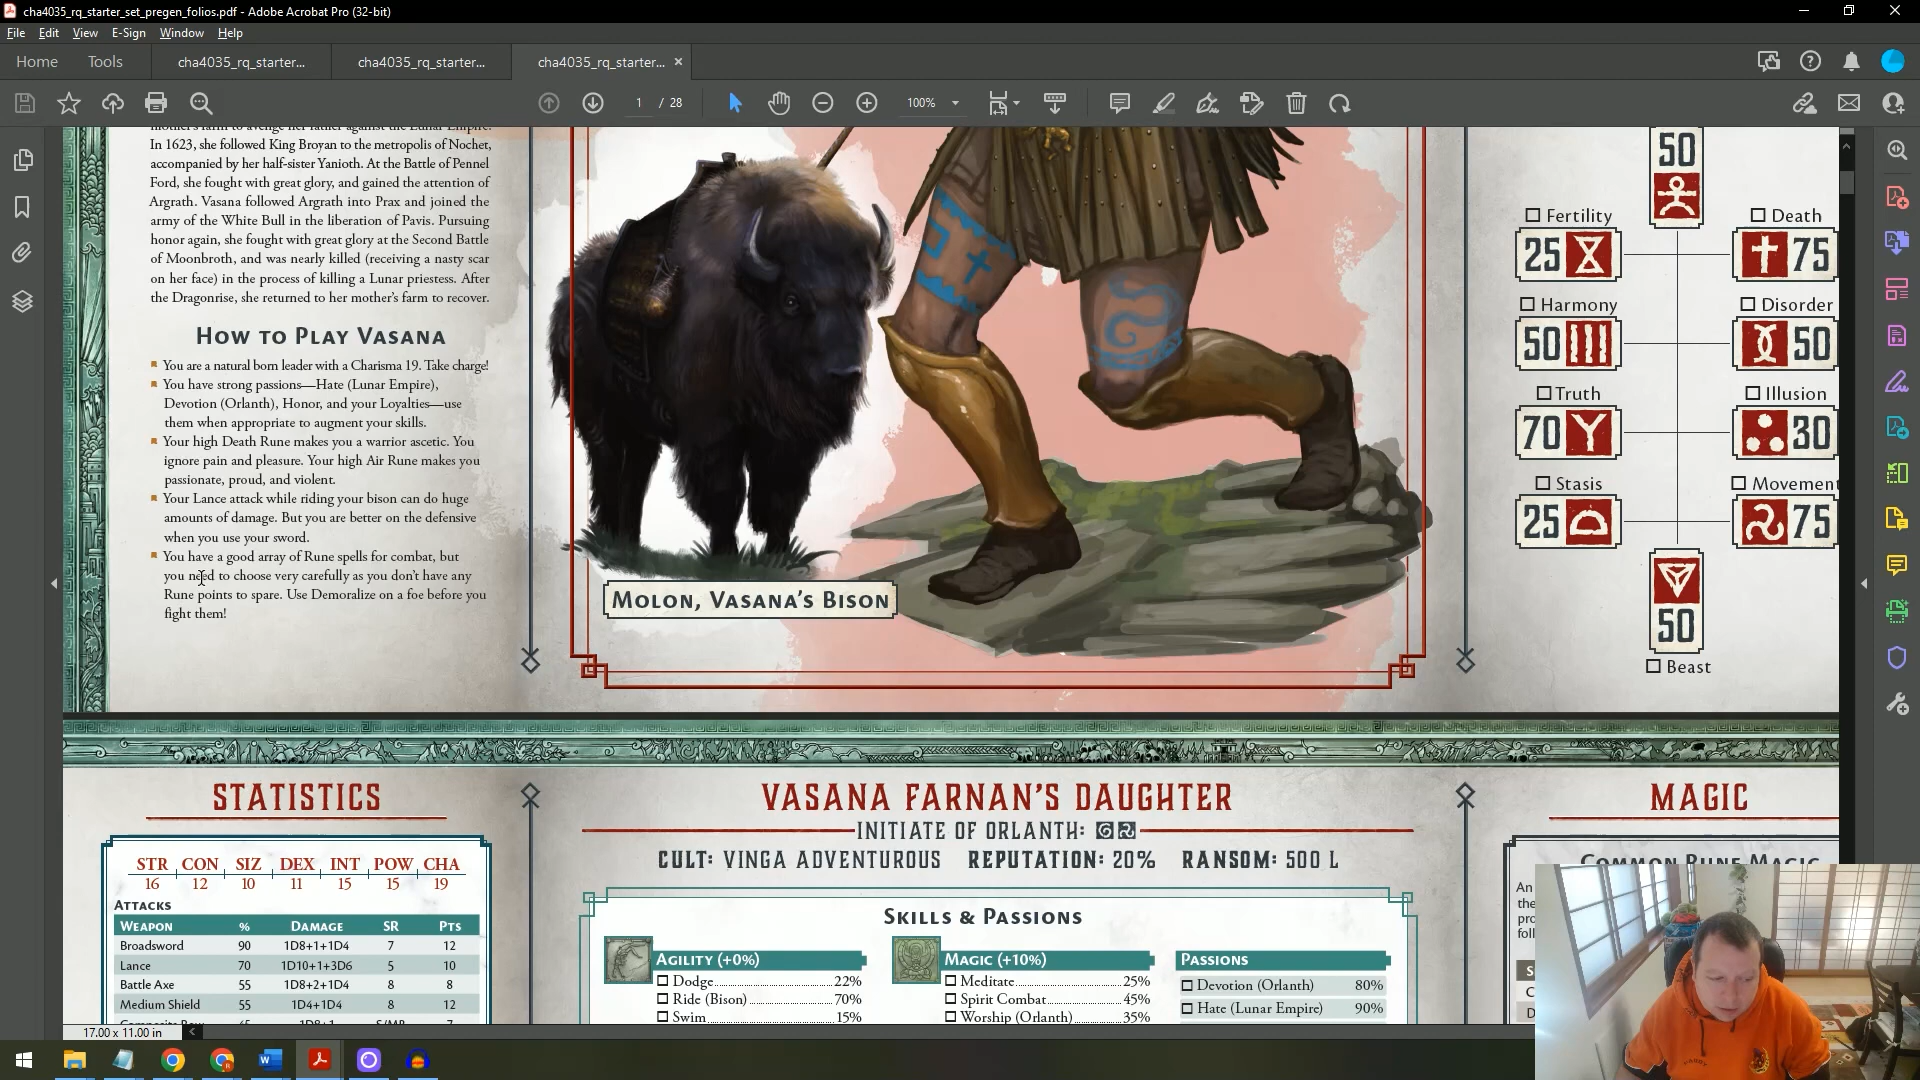 cha4035_rq_starter_set_pregen_folios.pdf - Adobe Acrobat Pro (32-bit)
File Edit View E-Sign Window Help
Home Tools cha4035_rq_starter... cha4035_rq_starter... cha4035_rq_starter... ×
1 / 28 100%
mother's farm to avenge her father against the Lunar Empire.
In 1623, she followed King Broyan to the metropolis of Nochet,
accompanied by her half-sister Yanioth. At the Battle of Pennel
Ford, she fought with great glory, and gained the attention of
Argrath. Vasana followed Argrath into Prax and joined the
army of the White Bull in the liberation of Pavis. Pursuing
honor again, she fought with great glory at the Second Battle
of Moonbroth, and was nearly killed (receiving a nasty scar
on her face) in the process of killing a Lunar priestess. After
the Dragonrise, she returned to her mother's farm to recover.
How to Play Vasana
You are a natural born leader with a Charisma 19. Take charge!
You have strong passions—Hate (Lunar Empire),
Devotion (Orlanth), Honor, and your Loyalties—use
them when appropriate to augment your skills.
Your high Death Rune makes you a warrior ascetic. You
ignore pain and pleasure. Your high Air Rune makes you
passionate, proud, and violent.
Your Lance attack while riding your bison can do huge
amounts of damage. But you are better on the defensive
when you use your sword.
You have a good array of Rune spells for combat, but
you need to choose very carefully as you don't have any
Rune points to spare. Use Demoralize on a foe before you
fight them!
Molon, Vasana's Bison
50
Fertility Death
25 75
Harmony Disorder
50 50
Truth Illusion
70 30
Stasis Movement
25 75
50
Beast
STATISTICS
STR CON SIZ DEX INT POW CHA
16 12 10 11 15 15 19
Attacks
Weapon % Damage SR Pts
Broadsword 90 1D8+1+1D4 7 12
Lance 70 1D10+1+3D6 5 10
Battle Axe 55 1D8+2+1D4 8 8
Medium Shield 55 1D4+1D4 8 12
VASANA FARNAN'S DAUGHTER
INITIATE OF ORLANTH:
CULT: VINGA ADVENTUROUS REPUTATION: 20% RANSOM: 500 L
Skills & Passions
Agility (+0%)
Dodge 22%
Ride (Bison) 70%
Swim 15%
Magic (+10%)
Meditate 25%
Spirit Combat 45%
Worship (Orlanth) 35%
Passions
Devotion (Orlanth) 80%
Hate (Lunar Empire) 90%
MAGIC
Common Rune Magic
An
the
pro
foll
S
C
D
17.00 x 11.00 in